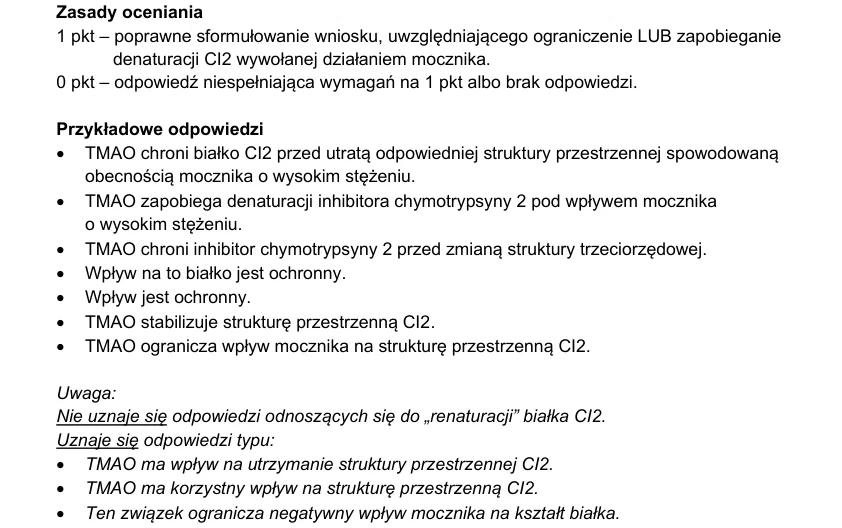 Zasady oceniania
1 pkt – poprawne sformułowanie wniosku, uwzględniającego ograniczenie LUB zapobieganie
denaturacji CI2 wywołanej działaniem mocznika.
0 pkt – odpowiedź niespełniająca wymagań na 1 pkt albo brak odpowiedzi.
Przykładowe odpowiedzi
• TMAO chroni białko CI2 przed utratą odpowiedniej struktury przestrzennej spowodowaną
obecnością mocznika o wysokim stężeniu.
• TMAO zapobiega denaturacji inhibitora chymotrypsyny 2 pod wpływem mocznika
o wysokim stężeniu.
• TMAO chroni inhibitor chymotrypsyny 2 przed zmianą struktury trzeciorzędowej.
• Wpływ na to białko jest ochronny.
• Wpływ jest ochronny.
• TMAO stabilizuje strukturę przestrzenną CI2.
• TMAO ogranicza wpływ mocznika na strukturę przestrzenną CI2.
Uwaga:
Nie uznaje się odpowiedzi odnoszących się do „renaturacji” białka CI2.
Uznaje się odpowiedzi typu:
• TMAO ma wpływ na utrzymanie struktury przestrzennej CI2.
• TMAO ma korzystny wpływ na strukturę przestrzenną CI2.
• Ten związek ogranicza negatywny wpływ mocznika na kształt białka.